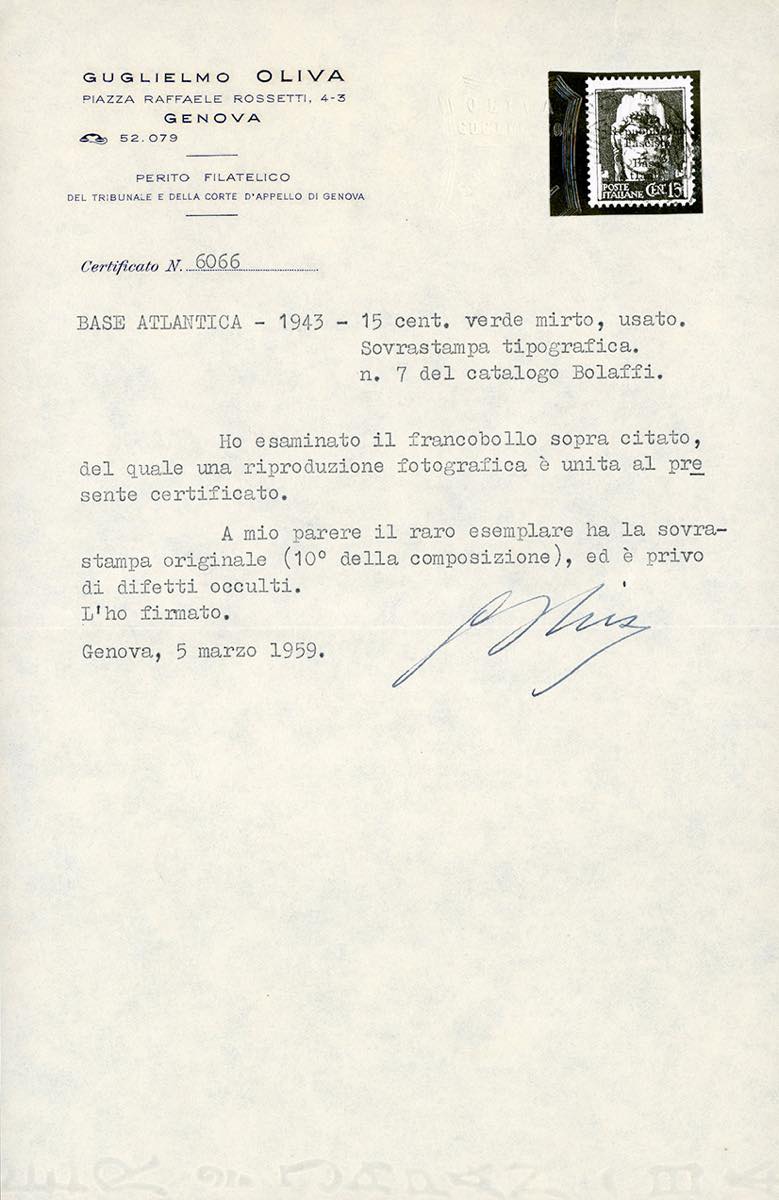 GUGLIELMO OLIVA
PIAZZA RAFFAELE ROSSETTI, 4-3
GENOVA
52.079
PERITO FILATELICO
DEL TRIBUNALE E DELLA CORTE D'APPELLO DI GENOVA
Certificato N. 6066
POSTE
ITALIANE CENT. 15
BASE ATLANTICA - 1943 - 15 cent. verde mirto, usato.
Sovrastampa tipografica.
n. 7 del catalogo Bolaffi.
Ho esaminato il francobollo sopra citato,
del quale una riproduzione fotografica è unita al pre
sente certificato.
A mio parere il raro esemplare ha la sovra-
stampa originale (10° della composizione), ed è privo
di difetti occulti.
L'ho firmato.
Genova, 5 marzo 1959.